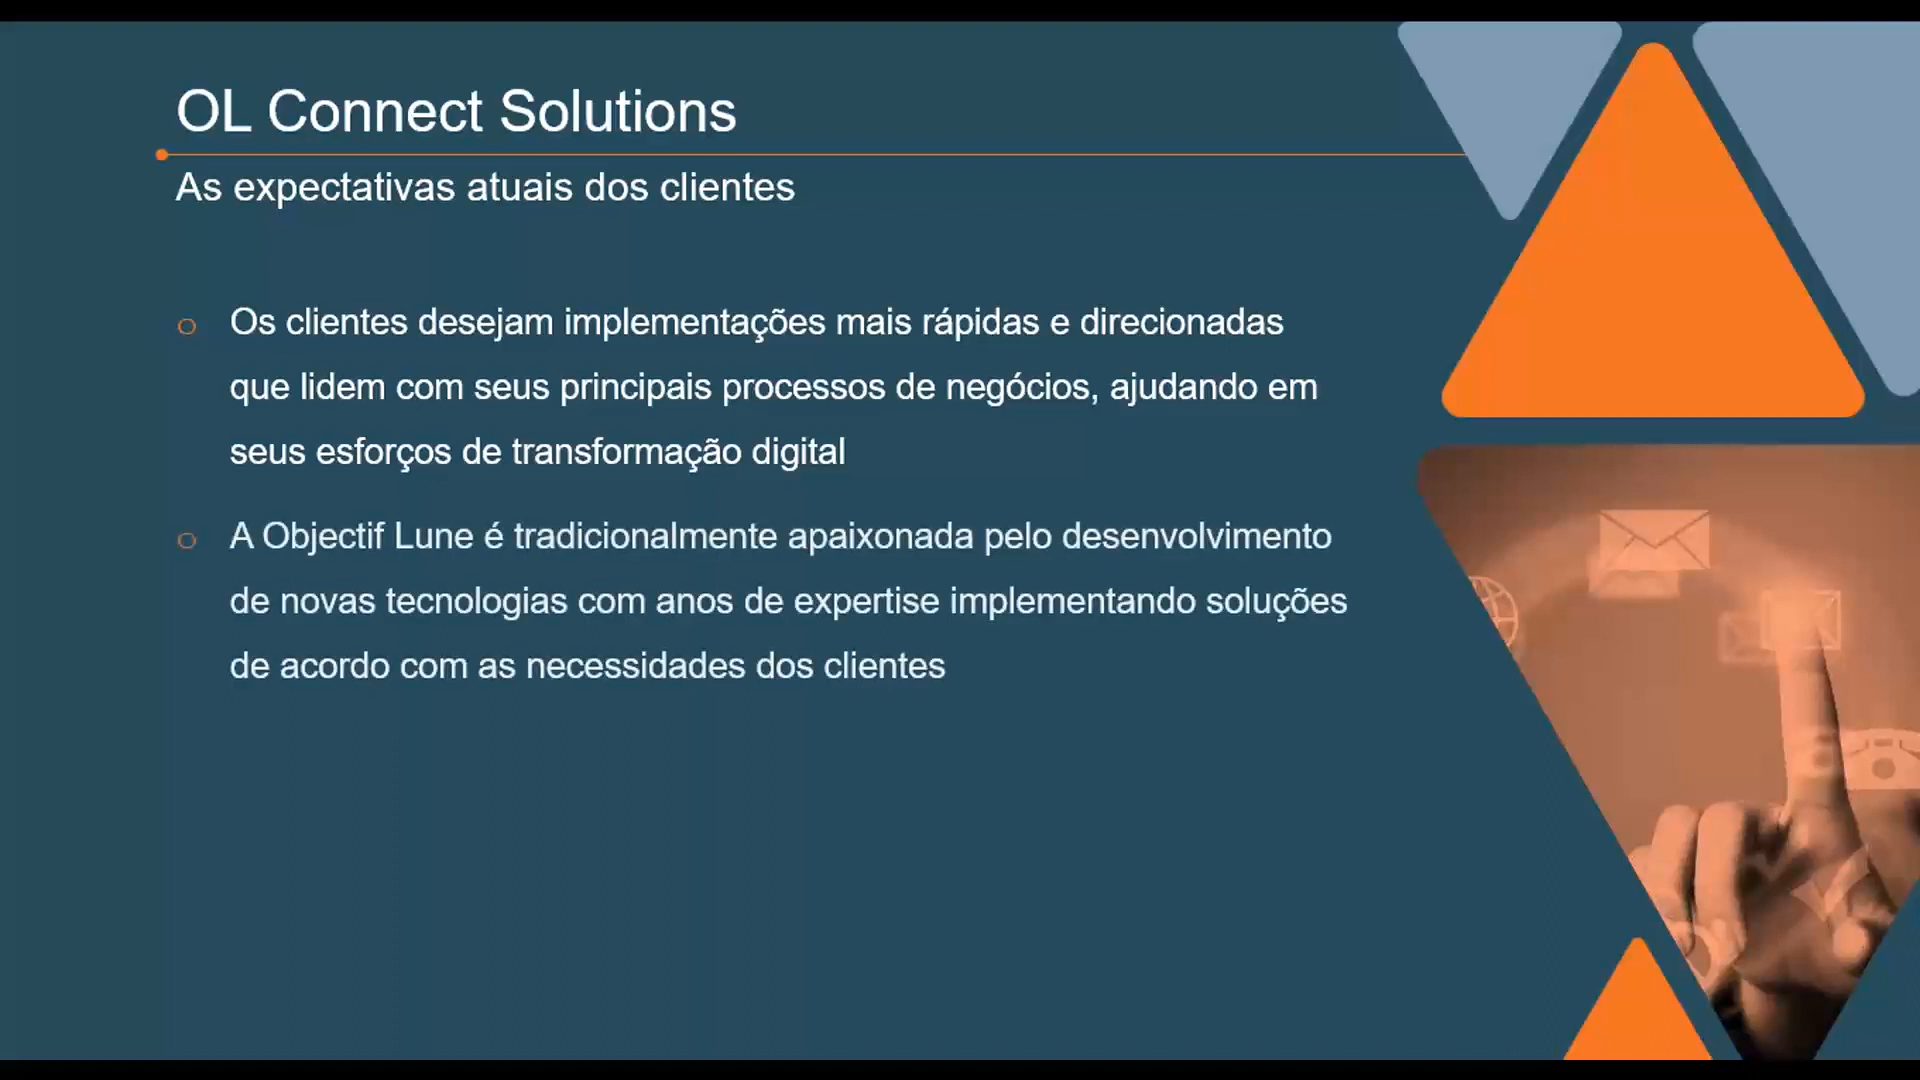 OL Connect Solutions
As expectativas atuais dos clientes
Os clientes desejam implementações mais rápidas e direcionadas
que lidem com seus principais processos de negócios, ajudando em
seus esforços de transformação digital
A Objectif Lune é tradicionalmente apaixonada pelo desenvolvimento
de novas tecnologias com anos de expertise implementando soluções
de acordo com as necessidades dos clientes